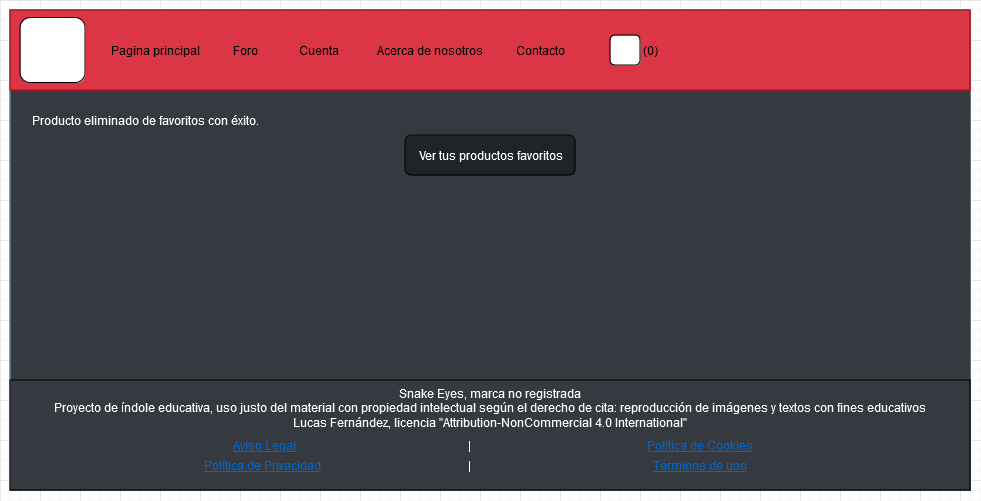 Pagina principal Foro Cuenta Acerca de nosotros Contacto (0)
Producto eliminado de favoritos con éxito.
Ver tus productos favoritos
Snake Eyes, marca no registrada
Proyecto de índole educativa, uso justo del material con propiedad intelectual según el derecho de cita: reproducción de imágenes y textos con fines educativos
Lucas Fernández, licencia "Attribution-NonCommercial 4.0 International"
Aviso Legal | Política de Cookies
Política de Privacidad | Términos de uso